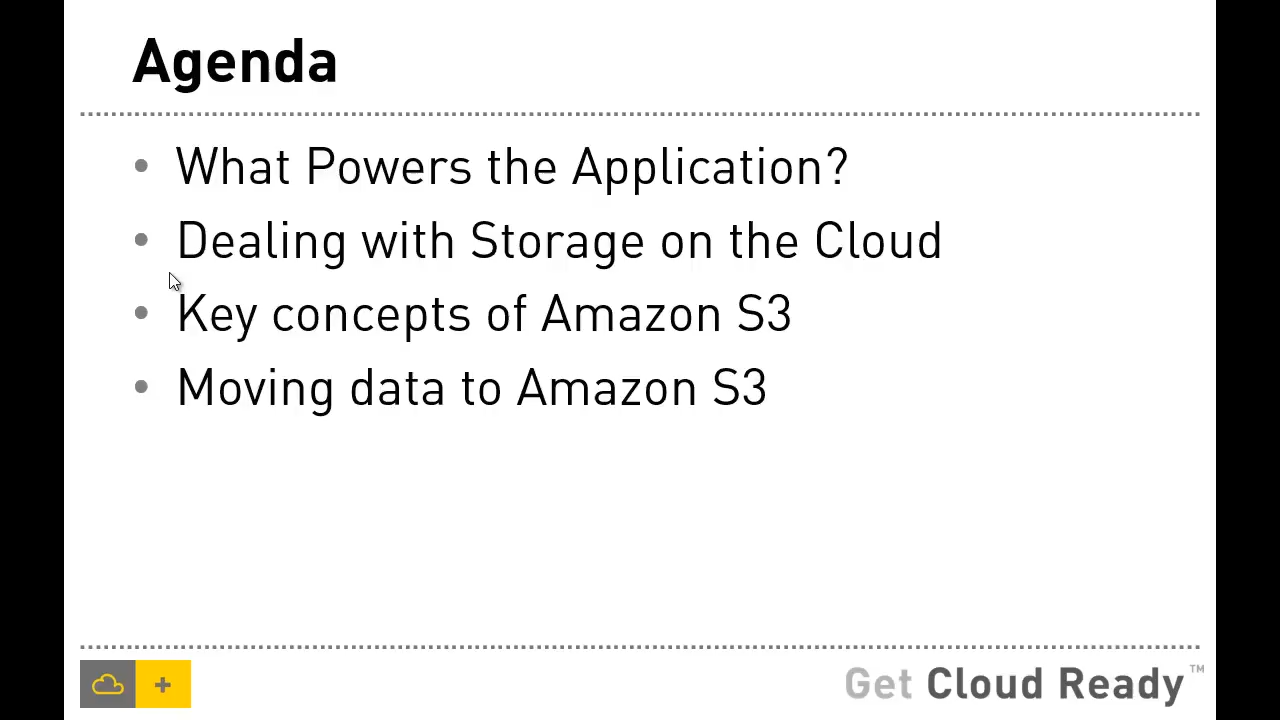 Agenda
• What Powers the Application?
• Dealing with Storage on the Cloud
• Key concepts of Amazon S3
• Moving data to Amazon S3
+
Get Cloud Ready™